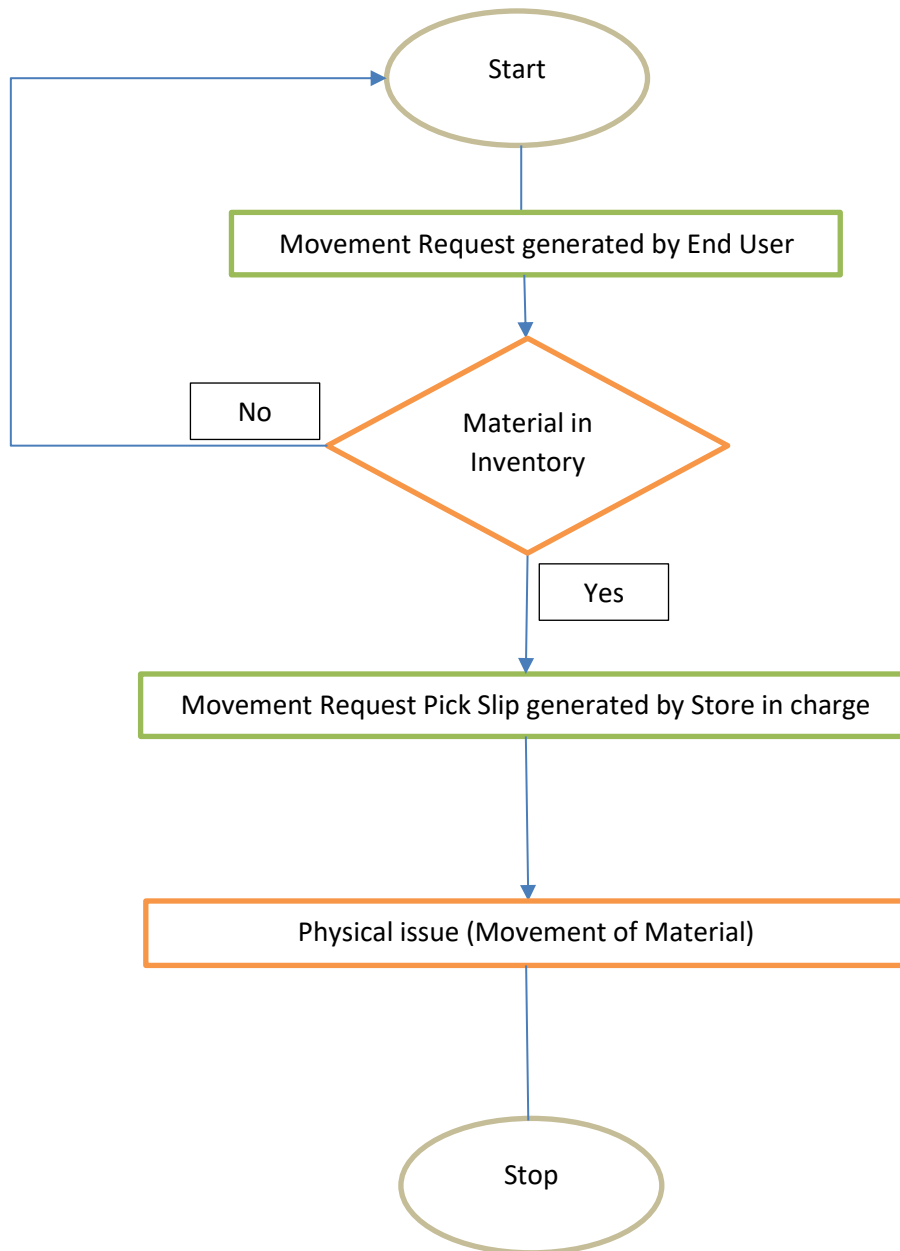 Start
Movement Request generated by End User
No
Material in
Inventory
Yes
Movement Request Pick Slip generated by Store in charge
Physical issue (Movement of Material)
Stop